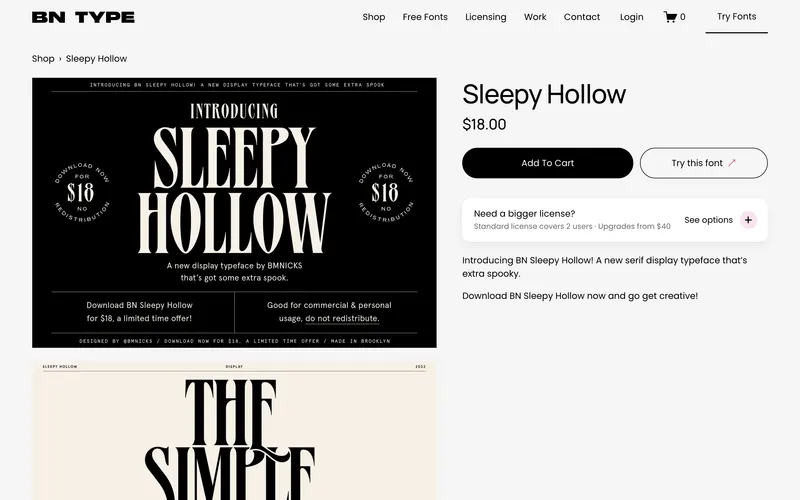 BN TYPE
Shop Free Fonts Licensing Work Contact Login 0 Try Fonts
Shop › Sleepy Hollow
INTRODUCING BN SLEEPY HOLLOW! A NEW DISPLAY TYPEFACE THAT'S GOT SOME EXTRA SPOOK
INTRODUCING
SLEEPY
HOLLOW
DOWNLOAD NOW
FOR
$18
NO
REDISTRIBUTION
DOWNLOAD NOW
FOR
$18
NO
REDISTRIBUTION
A new display typeface by BMNICKS
that's got some extra spook.
Download BN Sleepy Hollow
for $18, a limited time offer!
Good for commercial & personal
usage, do not redistribute.
DESIGNED BY @BMNICKS / DOWNLOAD NOW FOR $18, A LIMITED TIME OFFER / MADE IN BROOKLYN
SLEEPY HOLLOW DISPLAY 2022
THE
SIMPLE
Sleepy Hollow
$18.00
Add To Cart
Try this font ↗
Need a bigger license?
Standard license covers 2 users · Upgrades from $40
See options +
Introducing BN Sleepy Hollow! A new serif display typeface that's
extra spooky.
Download BN Sleepy Hollow now and go get creative!